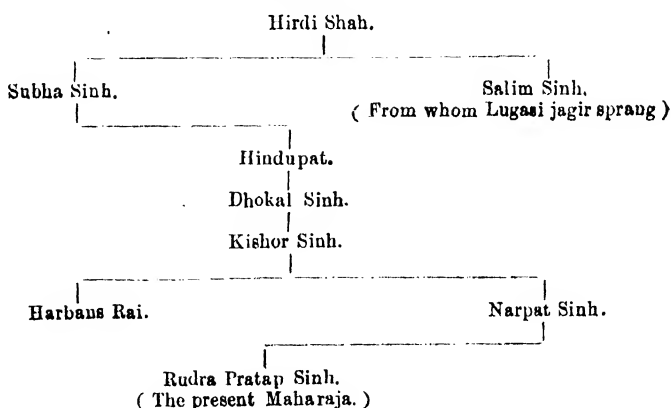 Hirdi Shah.
Subha Sinh.
Salim Sinh.
( From whom Lugasi jagir sprang )
Hindupat.
Dhokal Sinh.
Kishor Sinh.
Harbans Rai.
Narpat Sinh.
Rudra Pratap Sinh.
( The present Maharaja. )